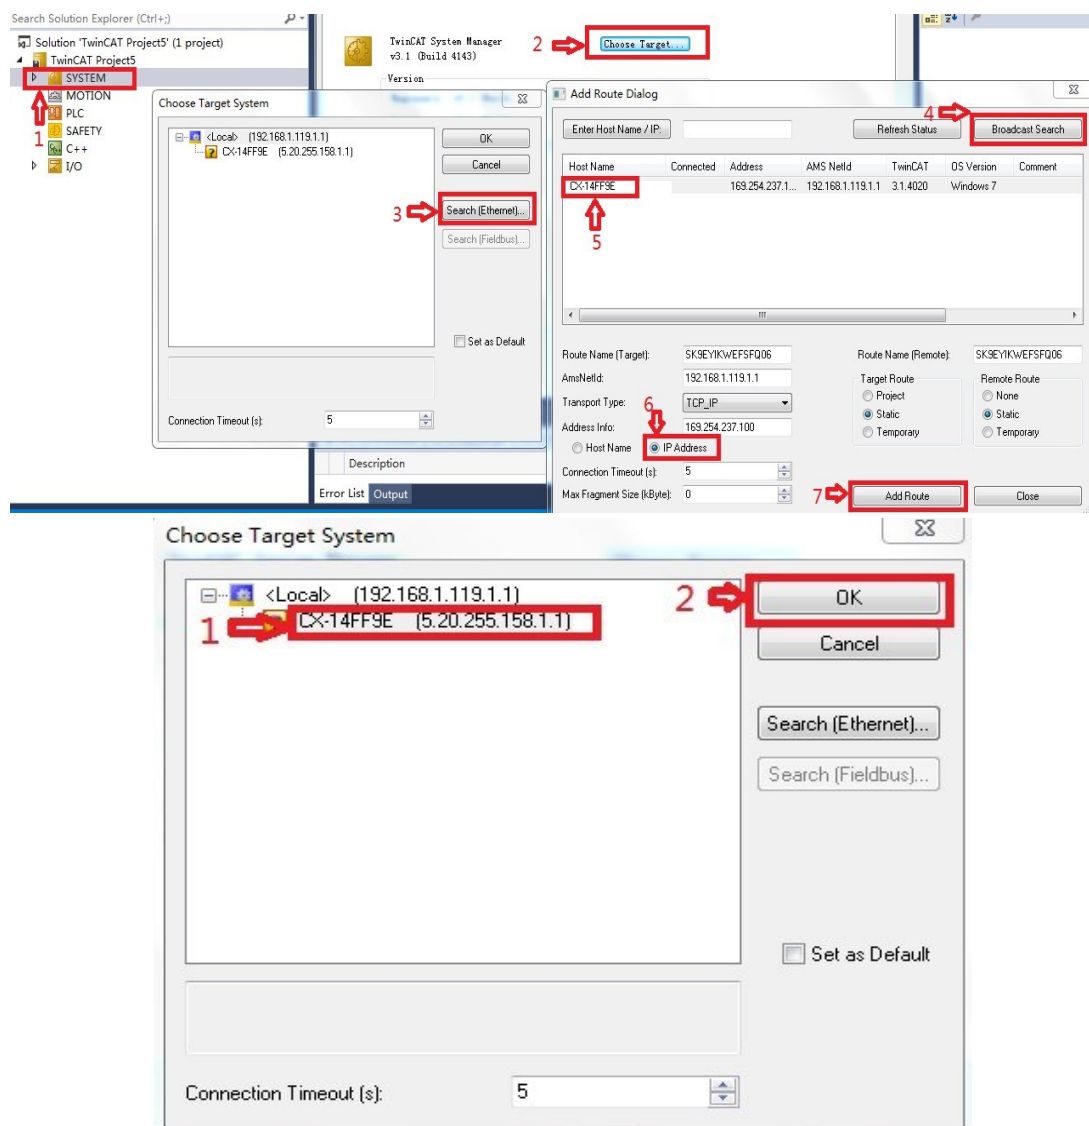 Search Solution Explorer (Ctrl+;)
Solution 'TwinCAT Project5' (1 project)
TwinCAT Project5
SYSTEM
MOTION
PLC
SAFETY
C++
I/O
1
TwinCAT System Manager
v3.1 (Build 4143)
2
Choose Target...
Version
Choose Target System
<Local> (192.168.1.119.1.1)
CX-14FF9E (5.20.255.158.1.1)
OK
Cancel
3
Search (Ethernet)...
Search (Fieldbus)...
Set as Default
Connection Timeout (s):
5
Description
Error List
Output
Add Route Dialog
4
Enter Host Name / IP:
Refresh Status
Broadcast Search
Host Name Connected Address AMS NetId TwinCAT OS Version Comment
CX-14FF9E 169.254.237.1... 192.168.1.119.1.1 3.1.4020 Windows 7
5
Route Name (Target): SK9EYIKWEFSFQ06
Route Name (Remote): SK9EYIKWEFSFQ06
AmsNetId: 192.168.1.119.1.1
Transport Type: TCP_IP
6
Address Info: 169.254.237.100
Host Name
IP Address
Connection Timeout (s): 5
Max Fragment Size (kByte): 0
Target Route
Project
Static
Temporary
Remote Route
None
Static
Temporary
7
Add Route
Close
Choose Target System
<Local> (192.168.1.119.1.1)
1
CX-14FF9E (5.20.255.158.1.1)
2
OK
Cancel
Search (Ethernet)...
Search (Fieldbus)...
Set as Default
Connection Timeout (s):
5